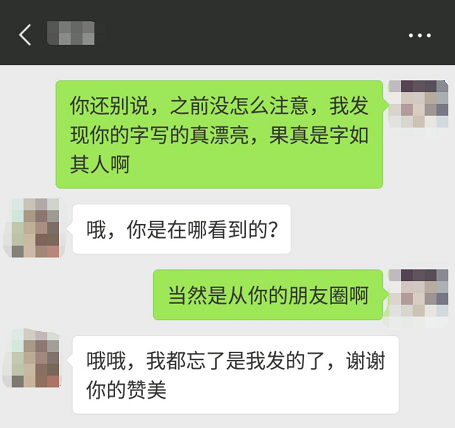 你还别说，之前没怎么注意，我发
现你的字写的真漂亮，果真是字如
其人啊
哦，你是在哪看到的？
当然是从你的朋友圈啊
哦哦，我都忘了是我发的了，谢谢
你的赞美